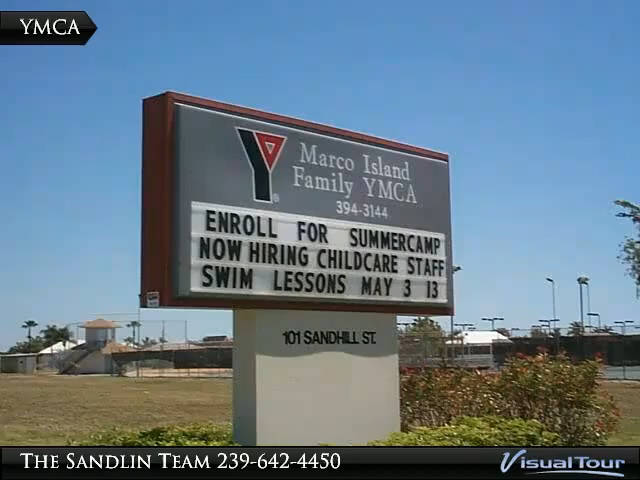 YMCA
Y
Marco Island
Family YMCA
394-3144
ENROLL FOR SUMMERCAMP
NOW HIRING CHILDCARE STAFF
SWIM LESSONS MAY 3 13
101 SANDHILL ST.
THE SANDLIN TEAM 239-642-4450
VISUALTOUR